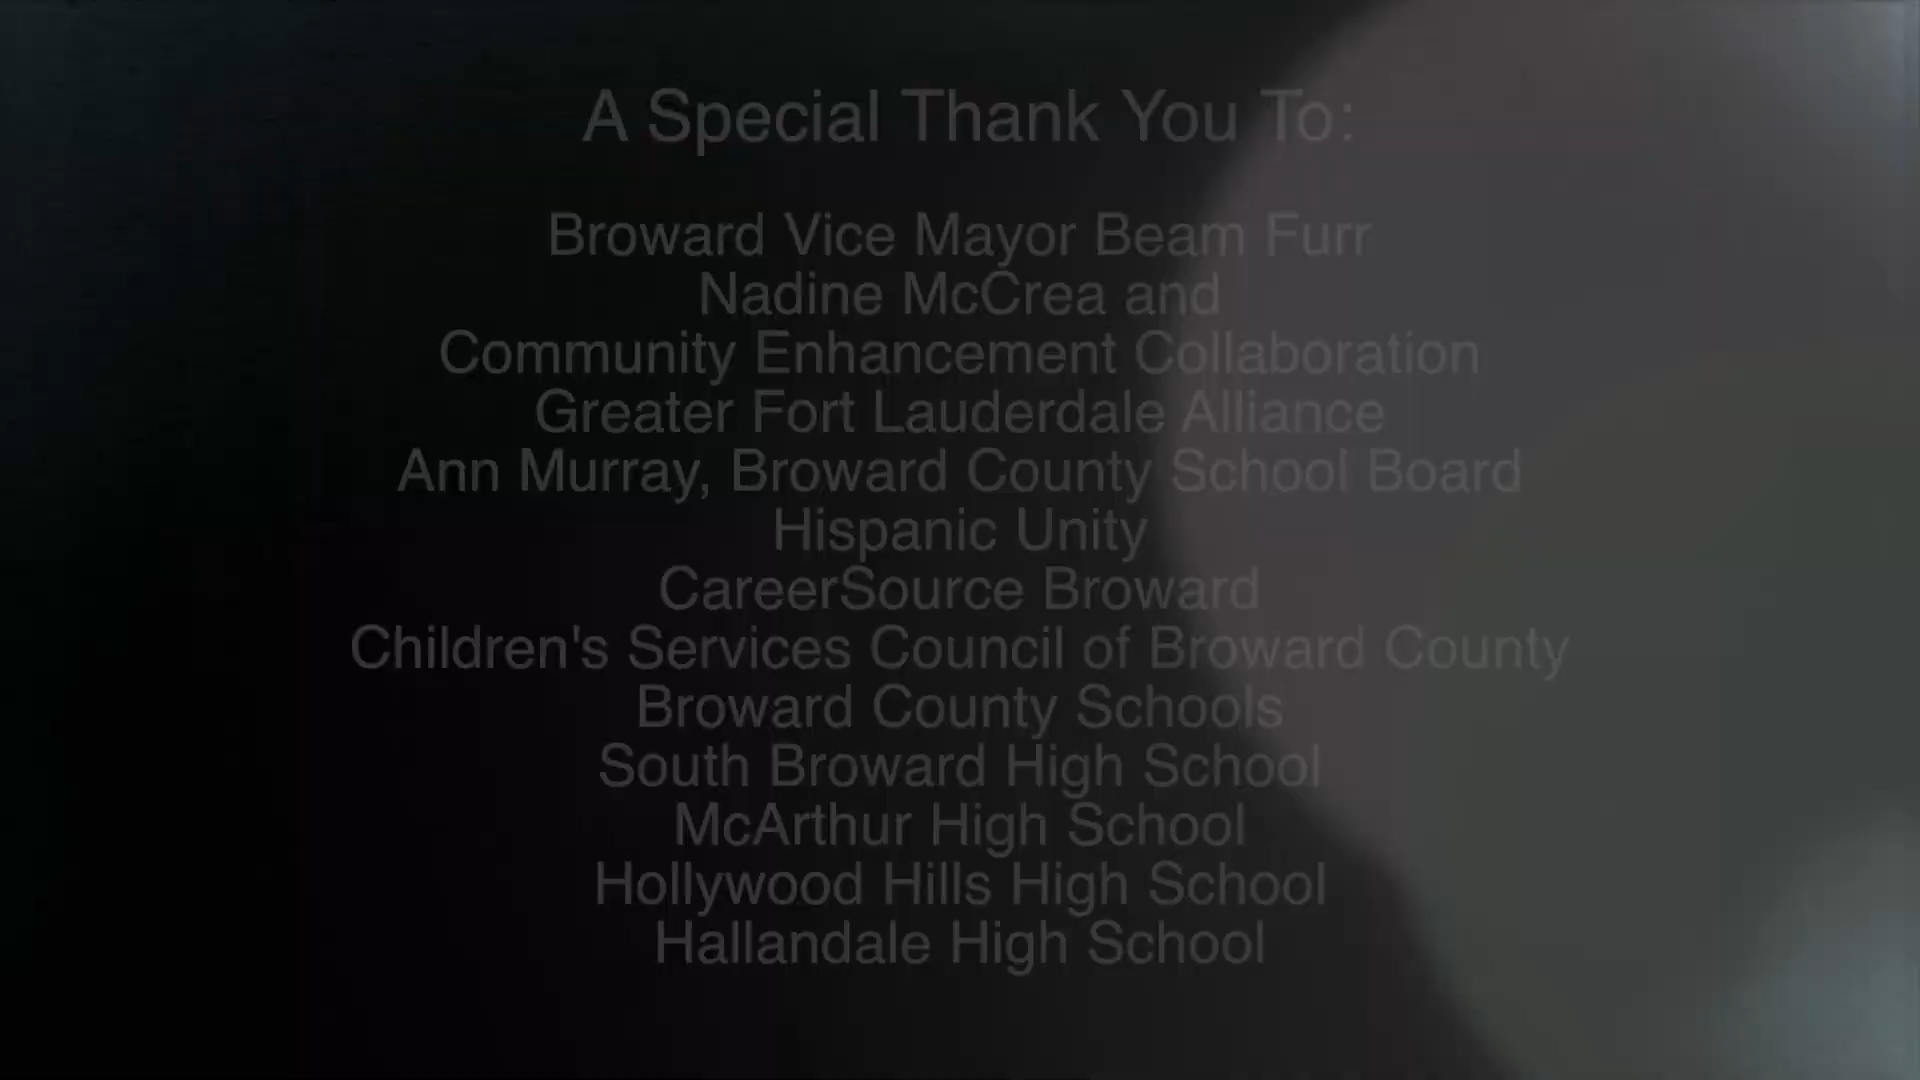 A Special Thank You To:
Broward Vice Mayor Beam Furr
Nadine McCrea and
Community Enhancement Collaboration
Greater Fort Lauderdale Alliance
Ann Murray, Broward County School Board
Hispanic Unity
CareerSource Broward
Children's Services Council of Broward County
Broward County Schools
South Broward High School
McArthur High School
Hollywood Hills High School
Hallandale High School